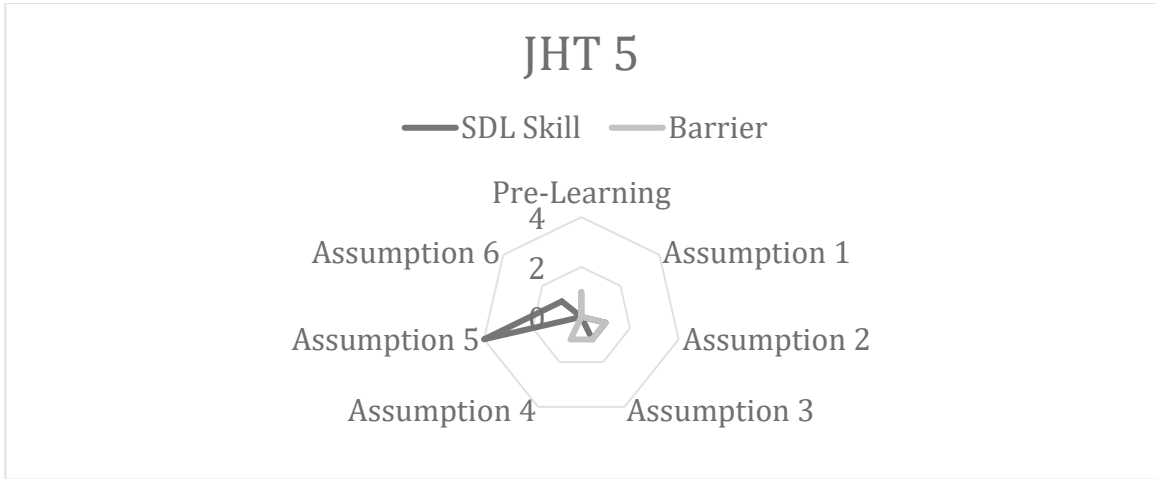 JHT 5
SDL Skill Barrier
Pre-Learning
4
Assumption 6 Assumption 1
2
0
Assumption 5 Assumption 2
Assumption 4 Assumption 3